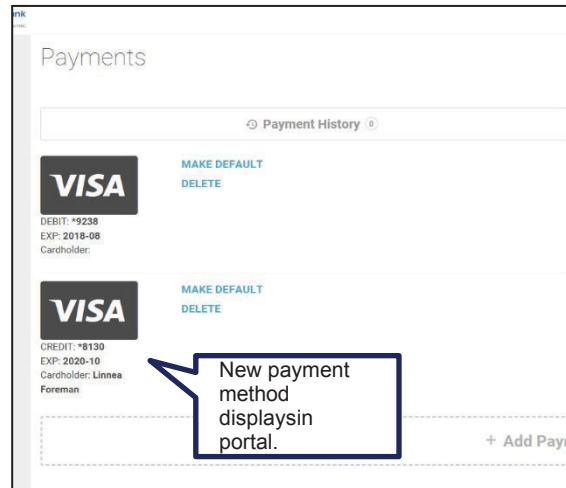 ink
Payments
Payment History 0
VISA
MAKE DEFAULT
DELETE
DEBIT: *9238
EXP: 2018-08
Cardholder:
VISA
MAKE DEFAULT
DELETE
CREDIT: *8130
EXP: 2020-10
Cardholder: Linnea
Foreman
New payment
method
displaysin
portal.
+ Add Payr